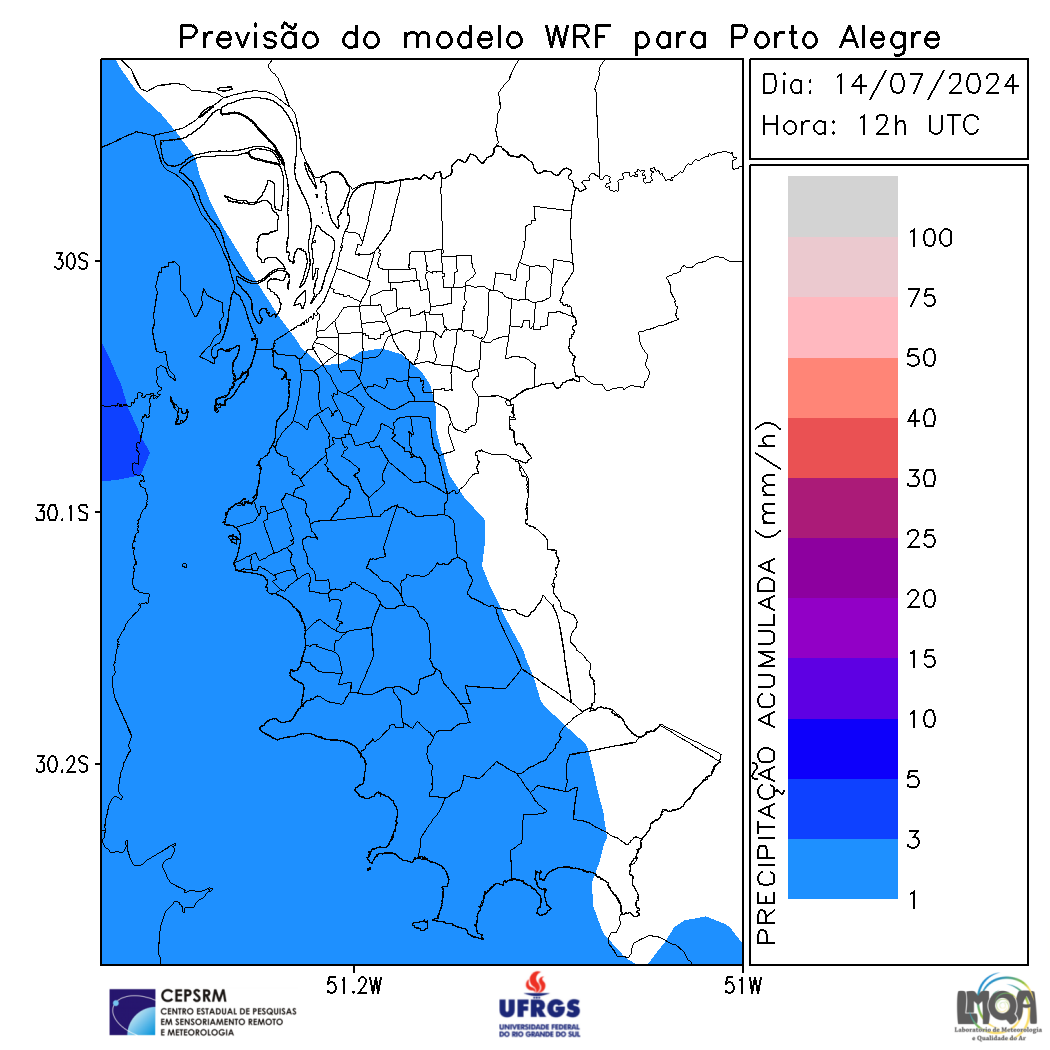 Previsão do modelo WRF para Porto Alegre
Dia: 14/07/2024
Hora: 12h UTC
30S
30.1S
30.2S
51.2W
51W
PRECIPITAÇÃO ACUMULADA (mm/h)
100
75
50
40
30
25
20
15
10
5
3
1
CEPSRM
CENTRO ESTADUAL DE PESQUISAS
EM SENSORIAMENTO REMOTO
E METEOROLOGIA
UFRGS
UNIVERSIDADE FEDERAL
DO RIO GRANDE DO SUL
LMQA
Laboratório de Meteorologia
e Qualidade do Ar